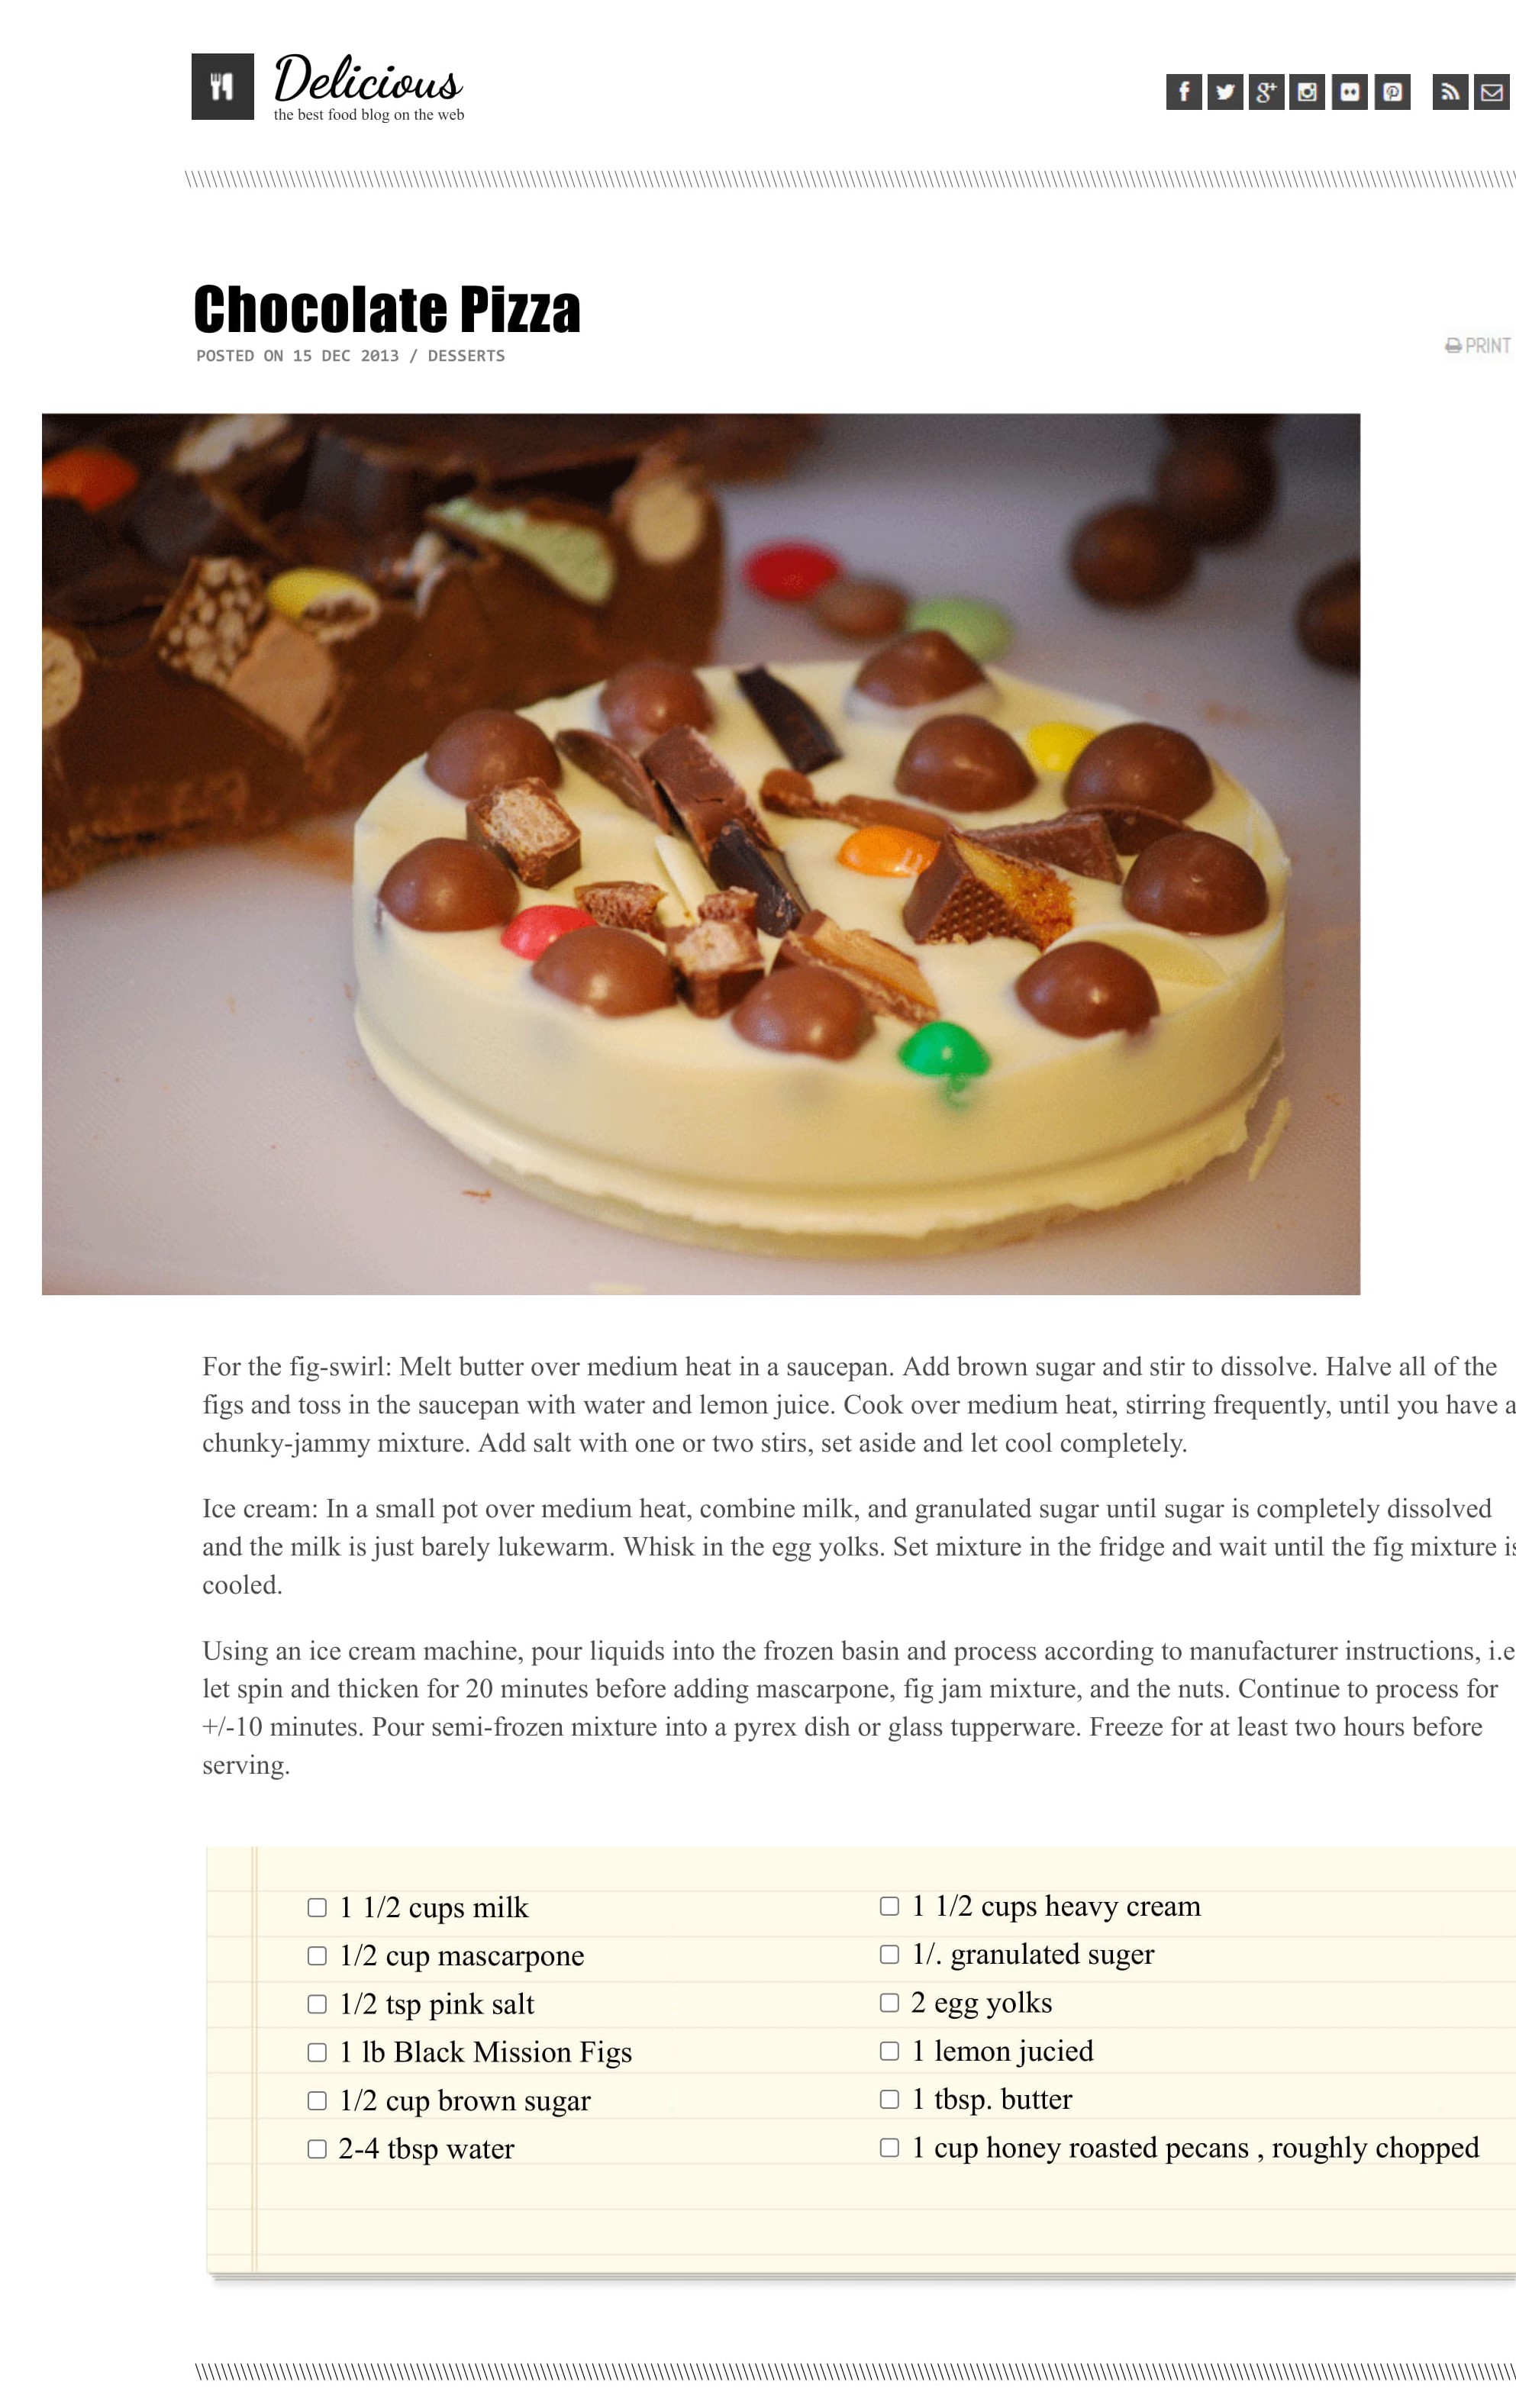 Delicious
the best food blog on the web
Chocolate Pizza
POSTED ON 15 DEC 2013 / DESSERTS
PRINT
For the fig-swirl: Melt butter over medium heat in a saucepan. Add brown sugar and stir to dissolve. Halve all of the
figs and toss in the saucepan with water and lemon juice. Cook over medium heat, stirring frequently, until you have a
chunky-jammy mixture. Add salt with one or two stirs, set aside and let cool completely.
Ice cream: In a small pot over medium heat, combine milk, and granulated sugar until sugar is completely dissolved
and the milk is just barely lukewarm. Whisk in the egg yolks. Set mixture in the fridge and wait until the fig mixture is
cooled.
Using an ice cream machine, pour liquids into the frozen basin and process according to manufacturer instructions, i.e
let spin and thicken for 20 minutes before adding mascarpone, fig jam mixture, and the nuts. Continue to process for
+/-10 minutes. Pour semi-frozen mixture into a pyrex dish or glass tupperware. Freeze for at least two hours before
serving.
1 1/2 cups milk
1/2 cup mascarpone
1/2 tsp pink salt
1 lb Black Mission Figs
1/2 cup brown sugar
2-4 tbsp water
1 1/2 cups heavy cream
1/. granulated suger
2 egg yolks
1 lemon jucied
1 tbsp. butter
1 cup honey roasted pecans , roughly chopped